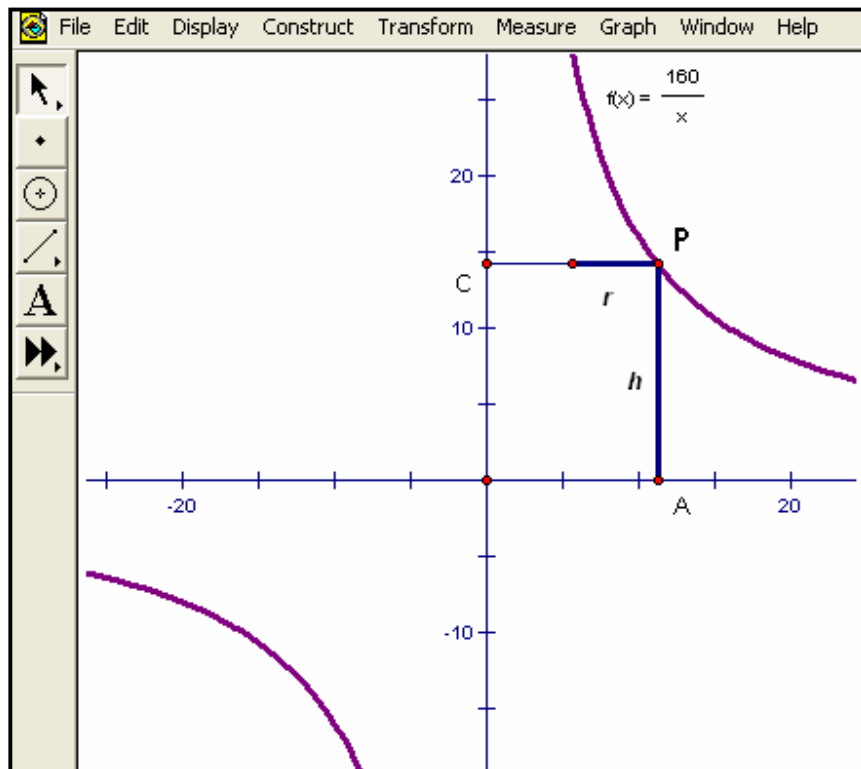 File Edit Display Construct Transform Measure Graph Window Help
A
f(x) = 160
x
20
P
C
r
10
h
-20
A
20
-10